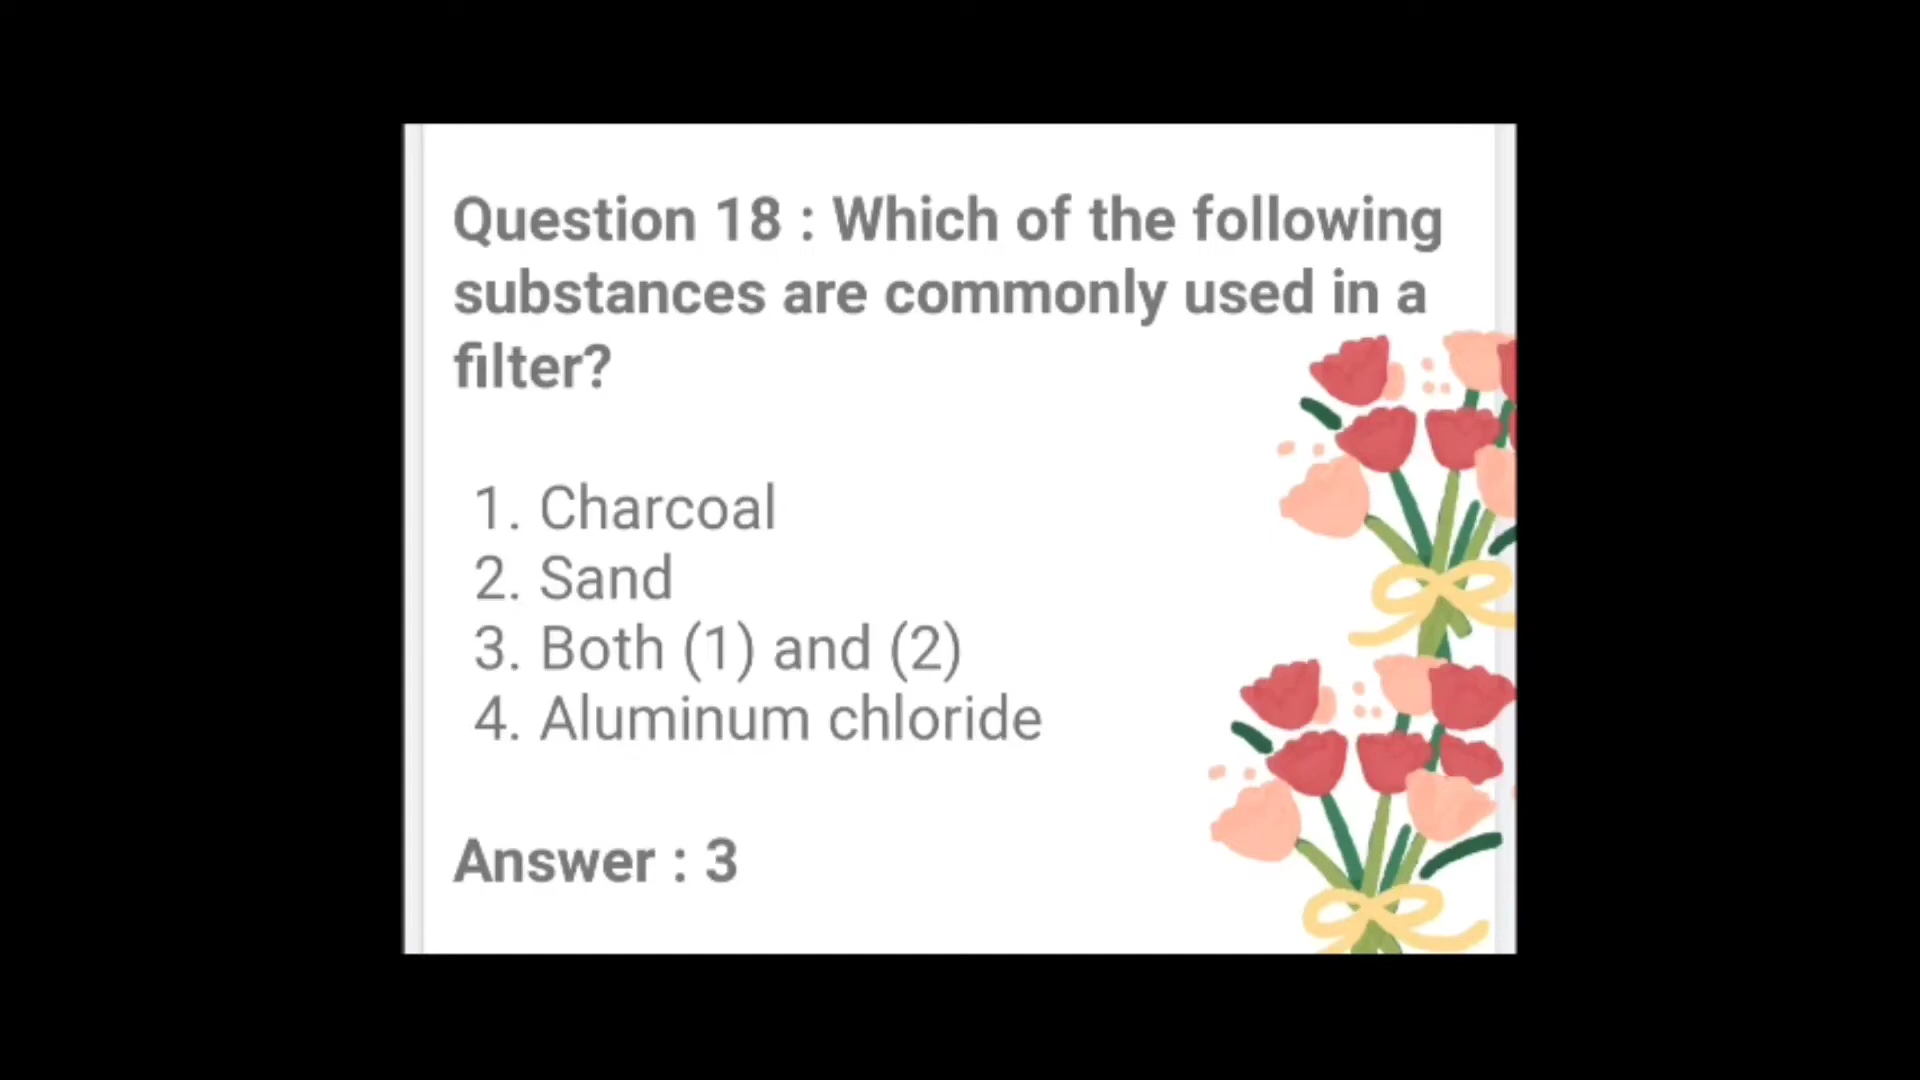 Question 18 : Which of the following
substances are commonly used in a
filter?
1. Charcoal
2. Sand
3. Both (1) and (2)
4. Aluminum chloride
Answer : 3